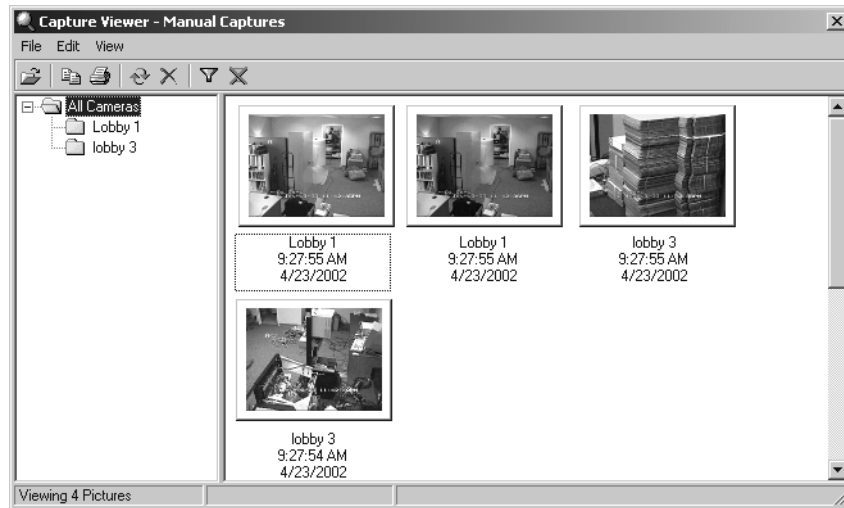 Capture Viewer - Manual Captures
File Edit View
All Cameras
Lobby 1
lobby 3
Lobby 1
9:27:55 AM
4/23/2002
Lobby 1
9:27:55 AM
4/23/2002
lobby 3
9:27:55 AM
4/23/2002
lobby 3
9:27:54 AM
4/23/2002
Viewing 4 Pictures